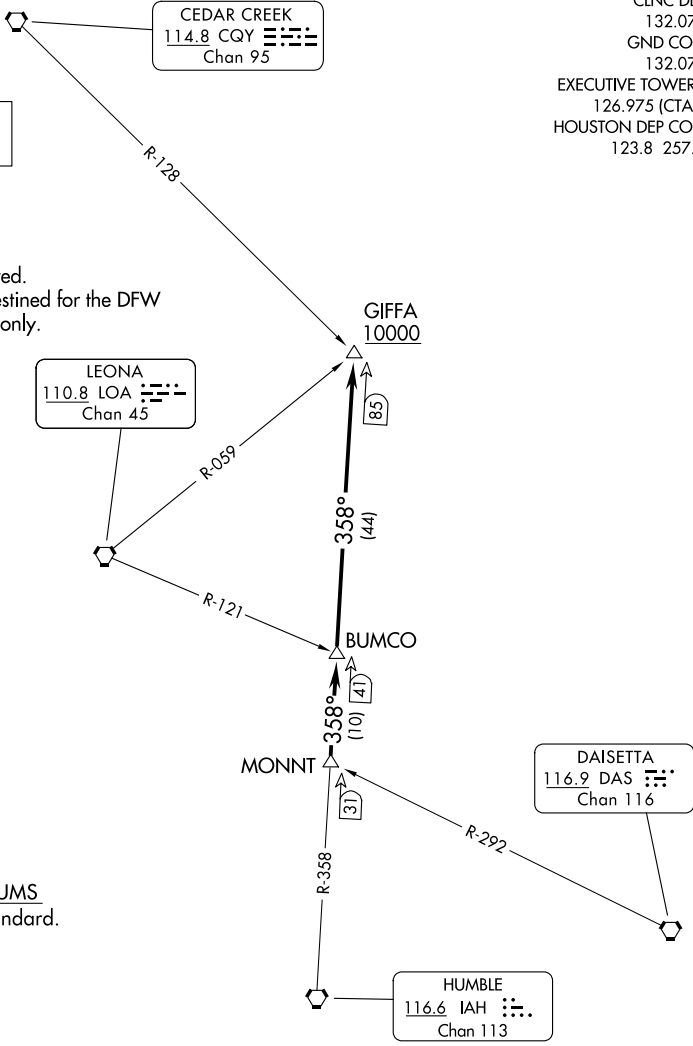 CEDAR CREEK
114.8 CQY
Chan 95
132.07
GND CO
132.07
EXECUTIVE TOWER
126.975 (CTA
HOUSTON DEP CO
123.8 257.
R-128
ed.
estined for the DFW
only.
GIFFA
10000
LEONA
110.8 LOA
Chan 45
85
R-059
358°
(44)
R-121
BUMCO
41
358°
(10)
MONNT
31
DAISETTA
116.9 DAS
Chan 116
R-292
R-358
UMS
ndard.
HUMBLE
116.6 IAH
Chan 113